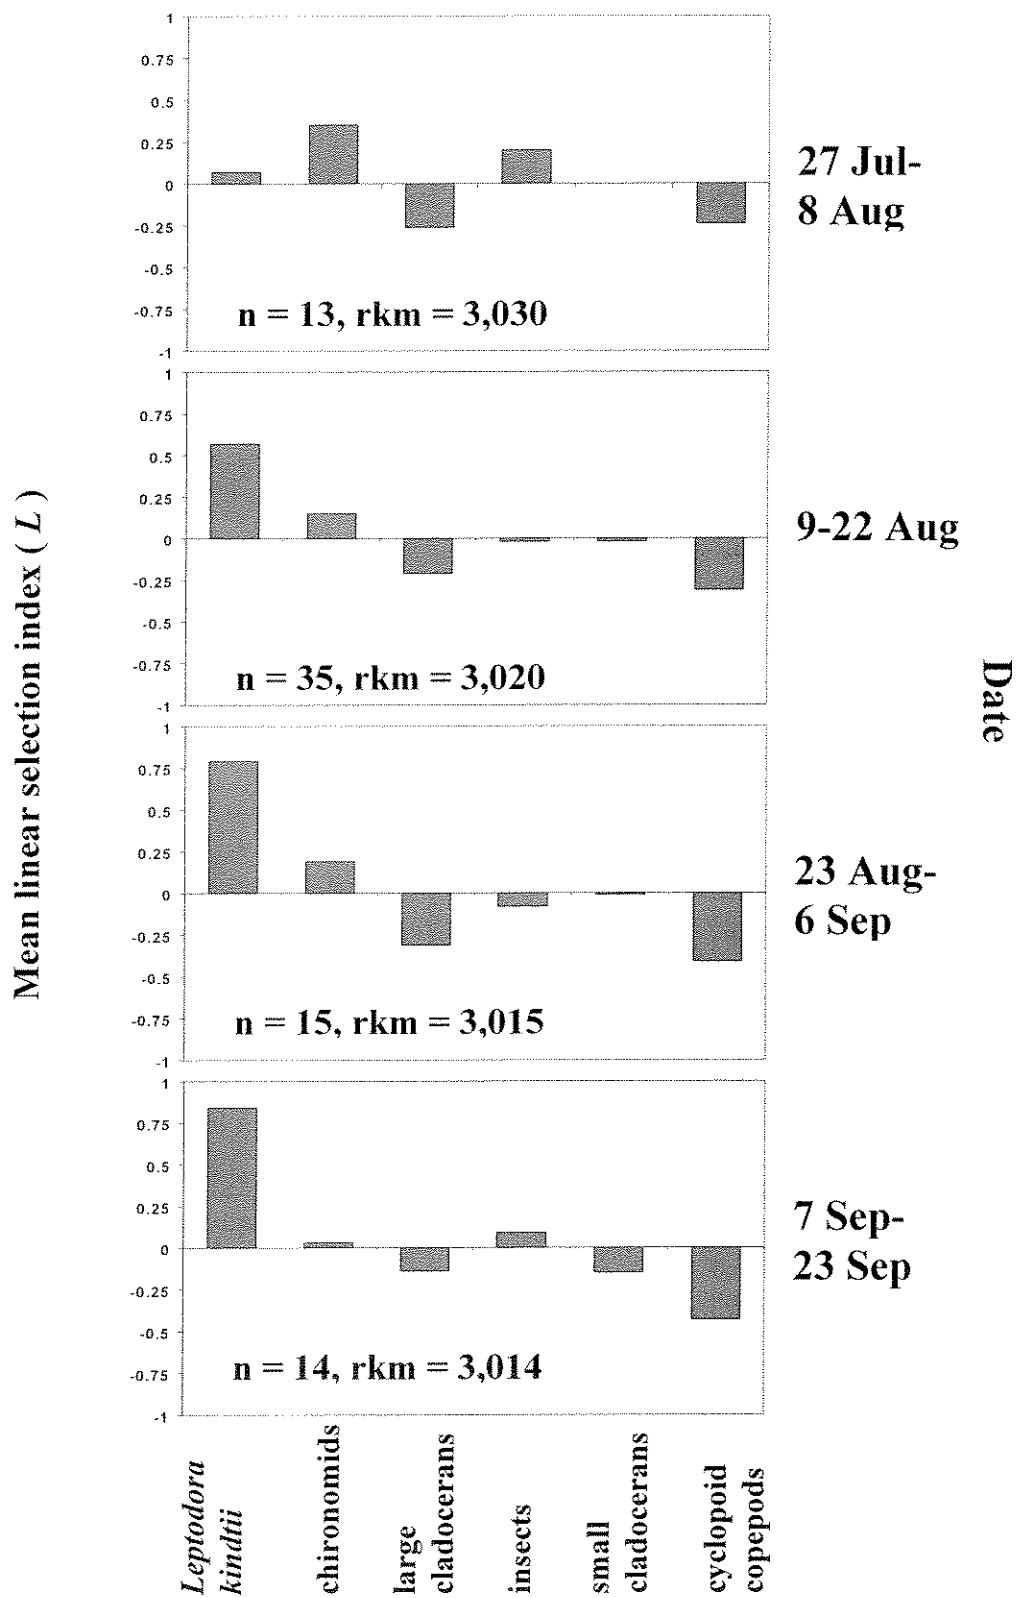 Mean linear selection index ( L )
1
0.75
0.5
0.25
0
-0.25
-0.5
-0.75
-1
n = 13, rkm = 3,030
27 Jul-
8 Aug
1
0.75
0.5
0.25
0
-0.25
-0.5
-0.75
-1
n = 35, rkm = 3,020
9-22 Aug
Date
1
0.75
0.5
0.25
0
-0.25
-0.5
-0.75
-1
n = 15, rkm = 3,015
23 Aug-
6 Sep
1
0.75
0.5
0.25
0
-0.25
-0.5
-0.75
-1
n = 14, rkm = 3,014
7 Sep-
23 Sep
Leptodora
kindtii
chironomids
large
cladocerans
insects
small
cladocerans
cyclopoid
copepods